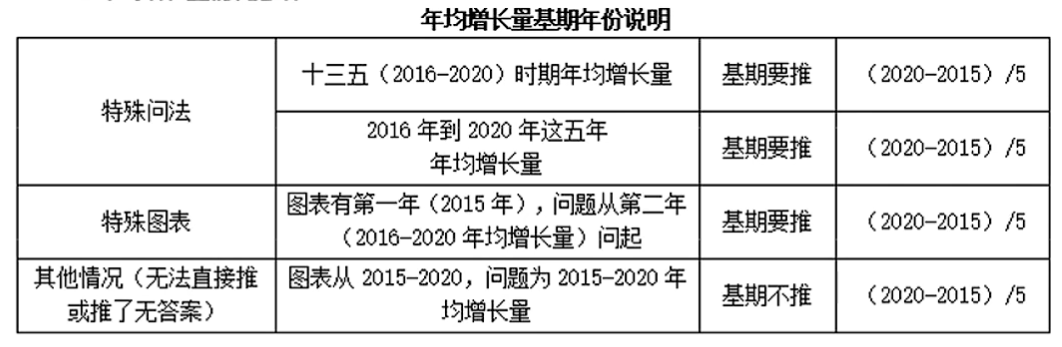 年均增长量基期年份说明
特殊问法
十三五（2016-2020）时期年均增长量
基期要推
（2020-2015）/5
2016 年到 2020 年这五年
年均增长量
基期要推
（2020-2015）/5
特殊图表
图表有第一年（2015 年），问题从第二年
（2016-2020 年均增长量）问起
基期要推
（2020-2015）/5
其他情况（无法直接推
或推了无答案）
图表从 2015-2020，问题为 2015-2020 年
均增长量
基期不推
（2020-2015）/5